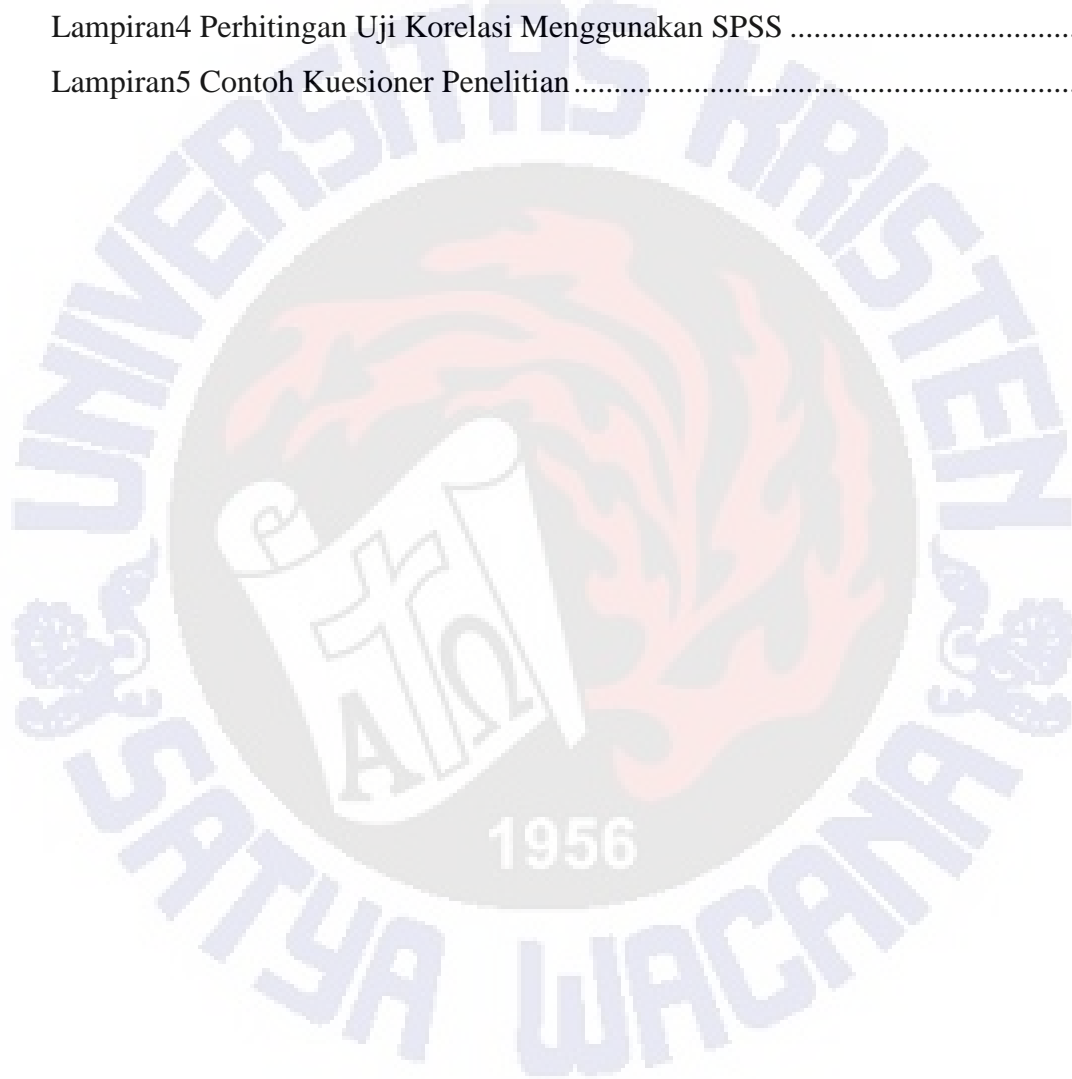 Lampiran4 Perhitingan Uji Korelasi Menggunakan SPSS ...................................
Lampiran5 Contoh Kuesioner Penelitian..............................................................
UNIVERSITAS KRISTEN
SATYA WACANA
Α Ω
1956